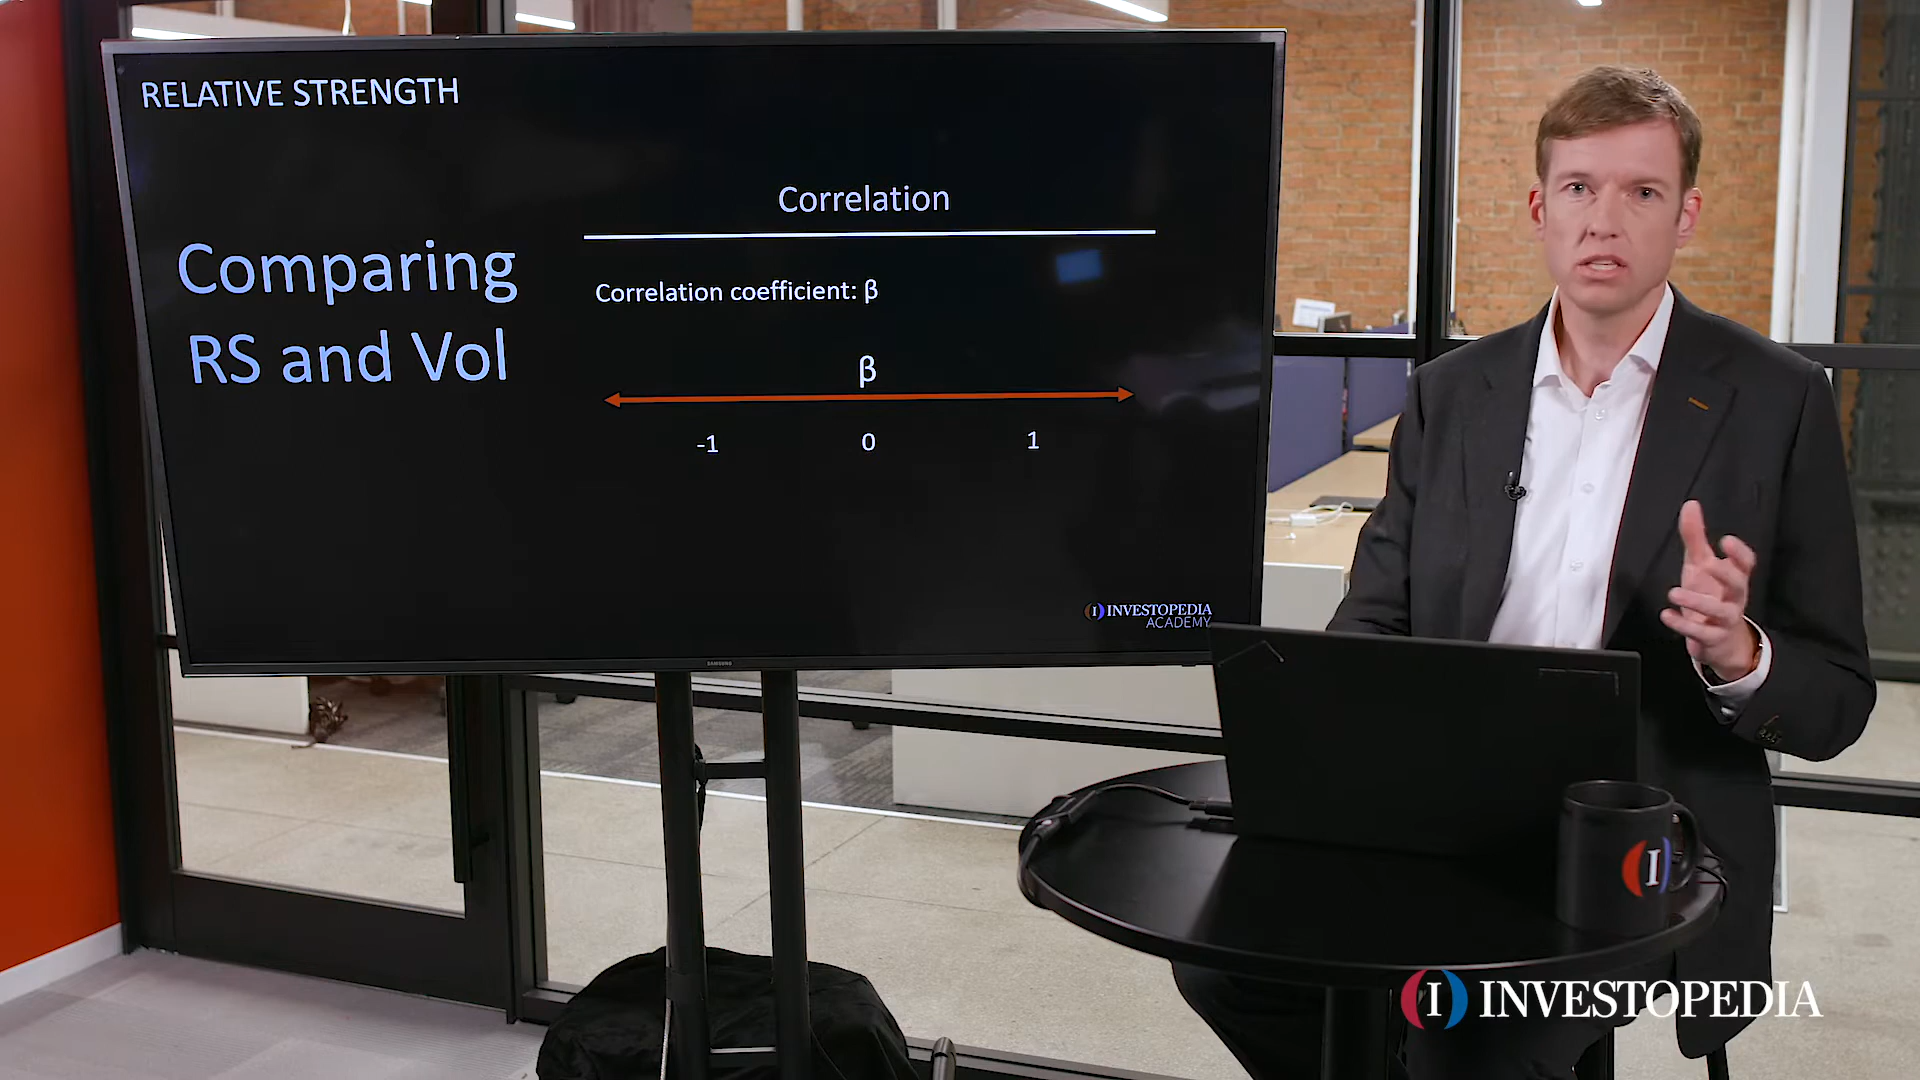 RELATIVE STRENGTH
Comparing
RS and Vol
Correlation
Correlation coefficient: β
β
-1 0 1
I INVESTOPEDIA
ACADEMY
SAMSUNG
I
I INVESTOPEDIA